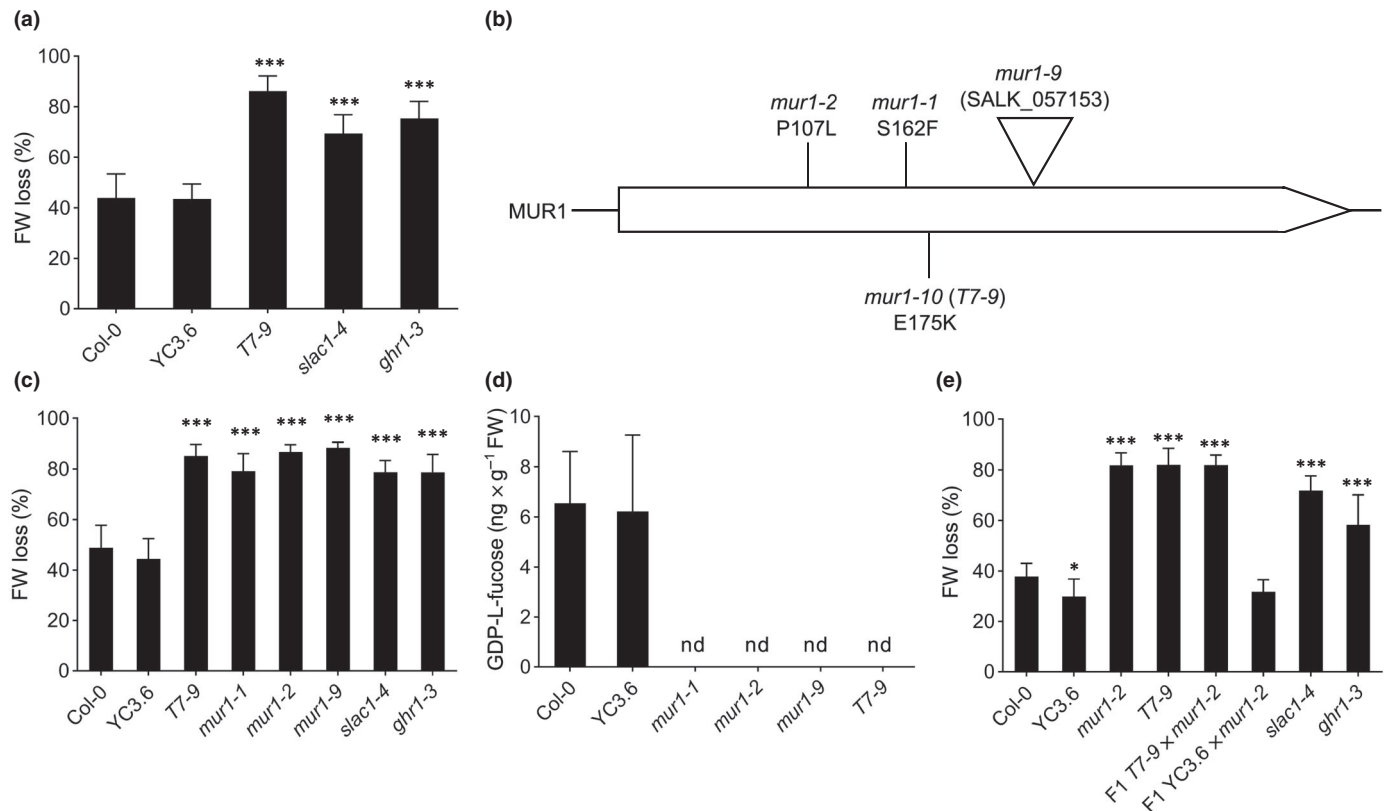 (a)
FW loss (%)
100
80
60
40
20
0
***
***
***
Col-0
YC3.6
T7-9
slac1-4
ghr1-3
(b)
mur1-2
P107L
mur1-1
S162F
mur1-9
(SALK_057153)
MUR1
mur1-10 (T7-9)
E175K
(c)
FW loss (%)
100
80
60
40
20
0
***
***
***
***
***
***
Col-0
YC3.6
T7-9
mur1-1
mur1-2
mur1-9
slac1-4
ghr1-3
(d)
GDP-L-fucose (ng × g⁻¹ FW)
10
8
6
4
2
0
nd
nd
nd
nd
Col-0
YC3.6
mur1-1
mur1-2
mur1-9
T7-9
(e)
FW loss (%)
100
80
60
40
20
0
*
***
***
***
***
***
Col-0
YC3.6
mur1-2
T7-9
F1 T7-9 × mur1-2
F1 YC3.6 × mur1-2
slac1-4
ghr1-3